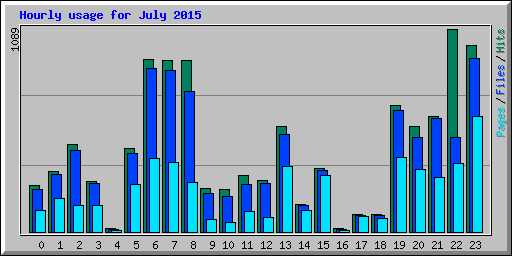 Hourly usage for July 2015
1089
Pages/Files/Hits
0 1 2 3 4 5 6 7 8 9 10 11 12 13 14 15 16 17 18 19 20 21 22 23